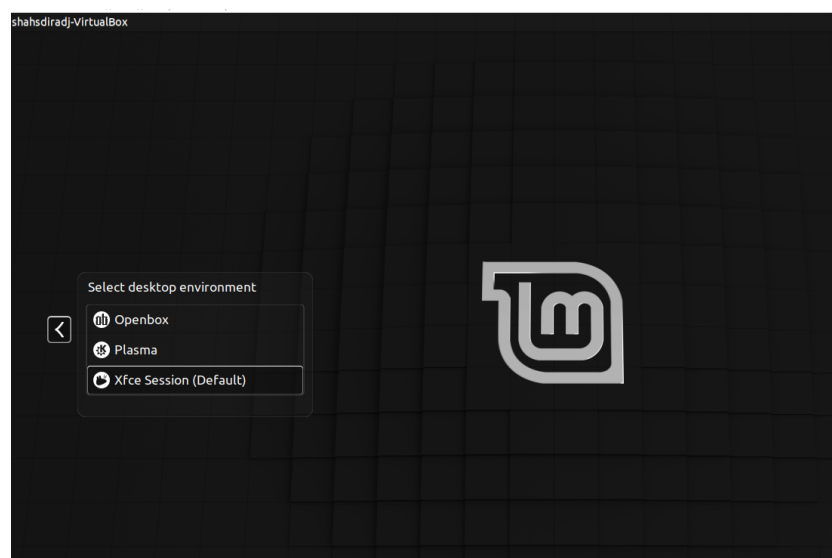 shahsdiradj-VirtualBox
Select desktop environment
Openbox
Plasma
Xfce Session (Default)